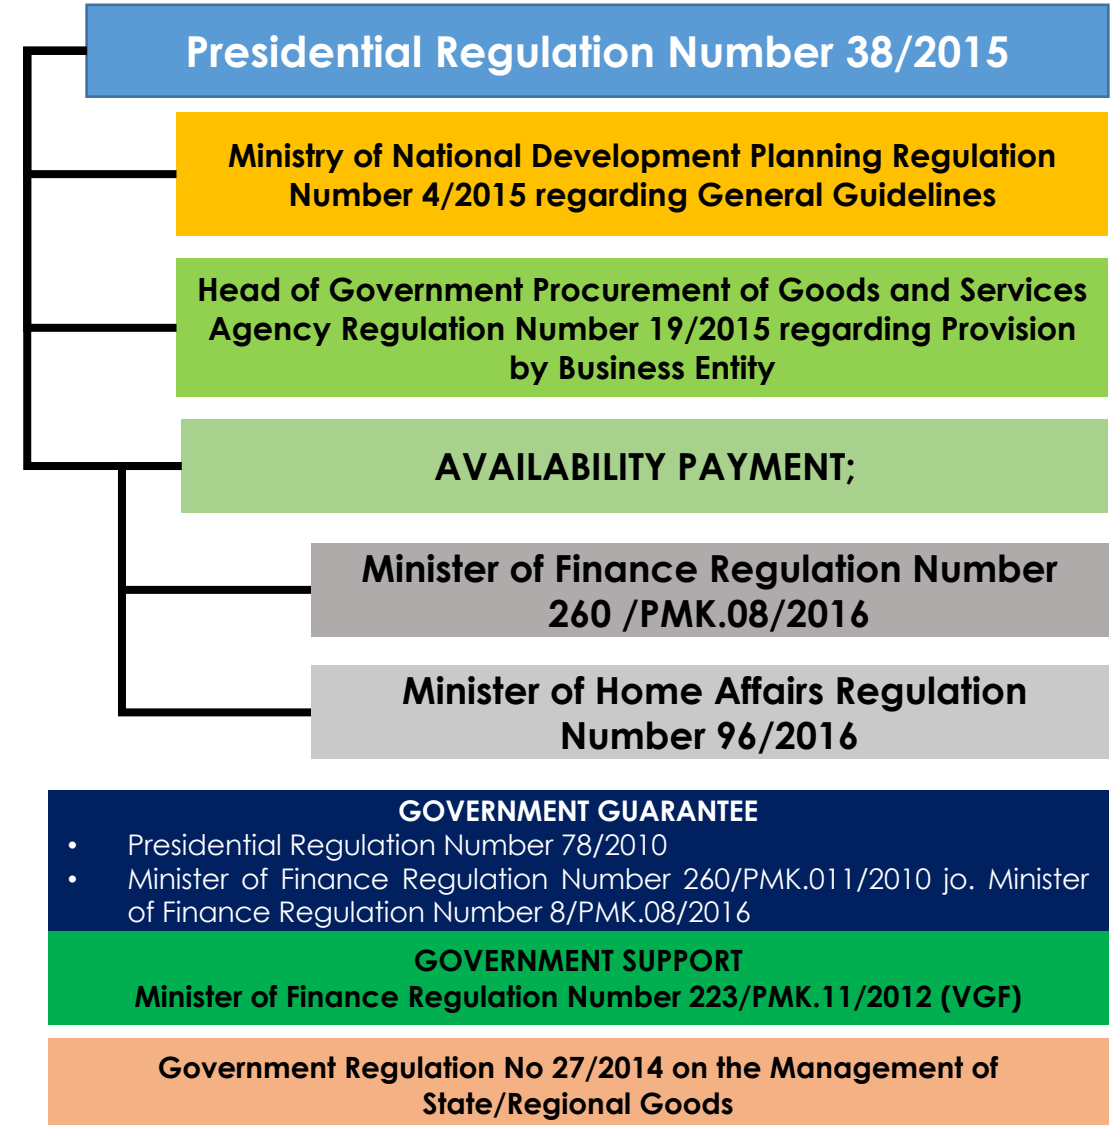 Presidential Regulation Number 38/2015
Ministry of National Development Planning Regulation
Number 4/2015 regarding General Guidelines
Head of Government Procurement of Goods and Services
Agency Regulation Number 19/2015 regarding Provision
by Business Entity
AVAILABILITY PAYMENT;
Minister of Finance Regulation Number
260 /PMK.08/2016
Minister of Home Affairs Regulation
Number 96/2016
GOVERNMENT GUARANTEE
• Presidential Regulation Number 78/2010
• Minister of Finance Regulation Number 260/PMK.011/2010 jo. Minister
of Finance Regulation Number 8/PMK.08/2016
GOVERNMENT SUPPORT
Minister of Finance Regulation Number 223/PMK.11/2012 (VGF)
Government Regulation No 27/2014 on the Management of
State/Regional Goods